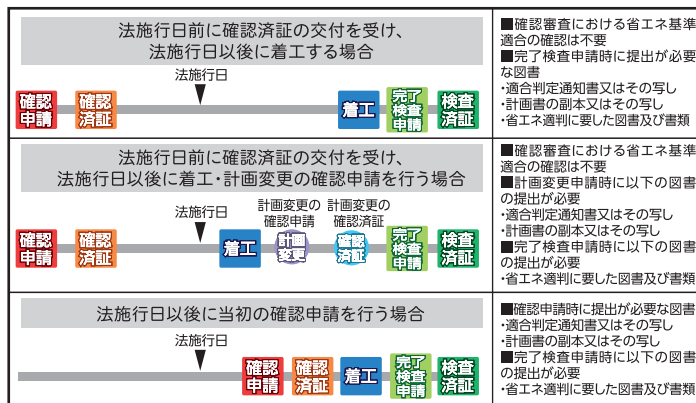 法施行日前に確認済証の交付を受け、
法施行日以後に着工する場合
法施行日
確認
申請
確認
済証
着工
完了
検査
申請
検査
済証
■確認審査における省エネ基準
適合の確認は不要
■完了検査申請時に提出が必要
な図書
・適合判定通知書又はその写し
・計画書の副本又はその写し
・省エネ適判に要した図書及び書類
法施行日前に確認済証の交付を受け、
法施行日以後に着工・計画変更の確認申請を行う場合
法施行日
計画変更の
確認申請
計画変更の
確認済証
確認
申請
確認
済証
着工
計画
変更
確認
済証
完了
検査
申請
検査
済証
■確認審査における省エネ基準
適合の確認は不要
■計画変更申請時に以下の図書
の提出が必要
・適合判定通知書又はその写し
・計画書の副本又はその写し
■完了検査申請時に以下の図書
の提出が必要
・省エネ適判に要した図書及び書類
法施行日以後に当初の確認申請を行う場合
法施行日
確認
申請
確認
済証
着工
完了
検査
申請
検査
済証
■確認申請時に提出が必要な図書
・適合判定通知書又はその写し
・計画書の副本又はその写し
■完了検査申請時に以下の図書
の提出が必要
・省エネ適判に要した図書及び書類